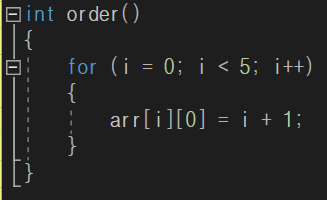 int order()
{
for (i = 0; i < 5; i++)
{
arr[i][0] = i + 1;
}
}